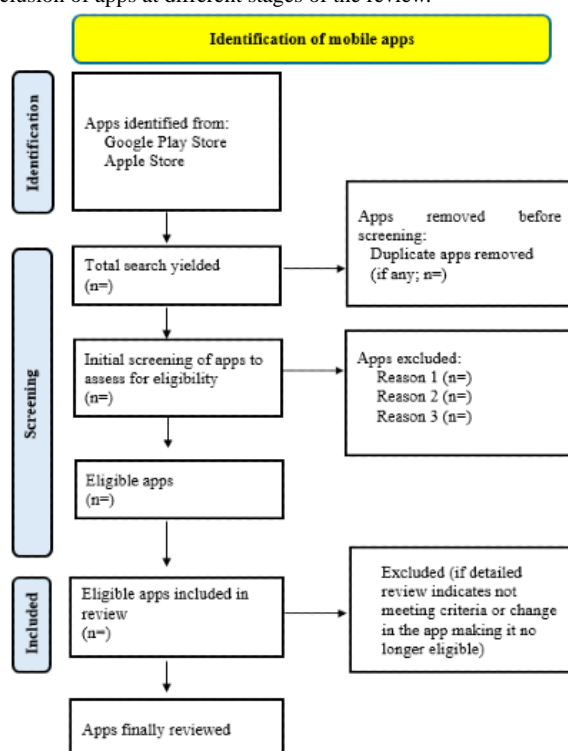 clusion of apps at different stages of the review.
Identification of mobile apps
Identification
Apps identified from:
Google Play Store
Apple Store
Apps removed before
screening:
Duplicate apps removed
(if any; n=)
Screening
Total search yielded
(n=)
Initial screening of apps to
assess for eligibility
(n=)
Apps excluded:
Reason 1 (n=)
Reason 2 (n=)
Reason 3 (n=)
Eligible apps
(n=)
Included
Eligible apps included in
review
(n=)
Excluded (if detailed
review indicates not
meeting criteria or change
in the app making it no
longer eligible)
Apps finally reviewed